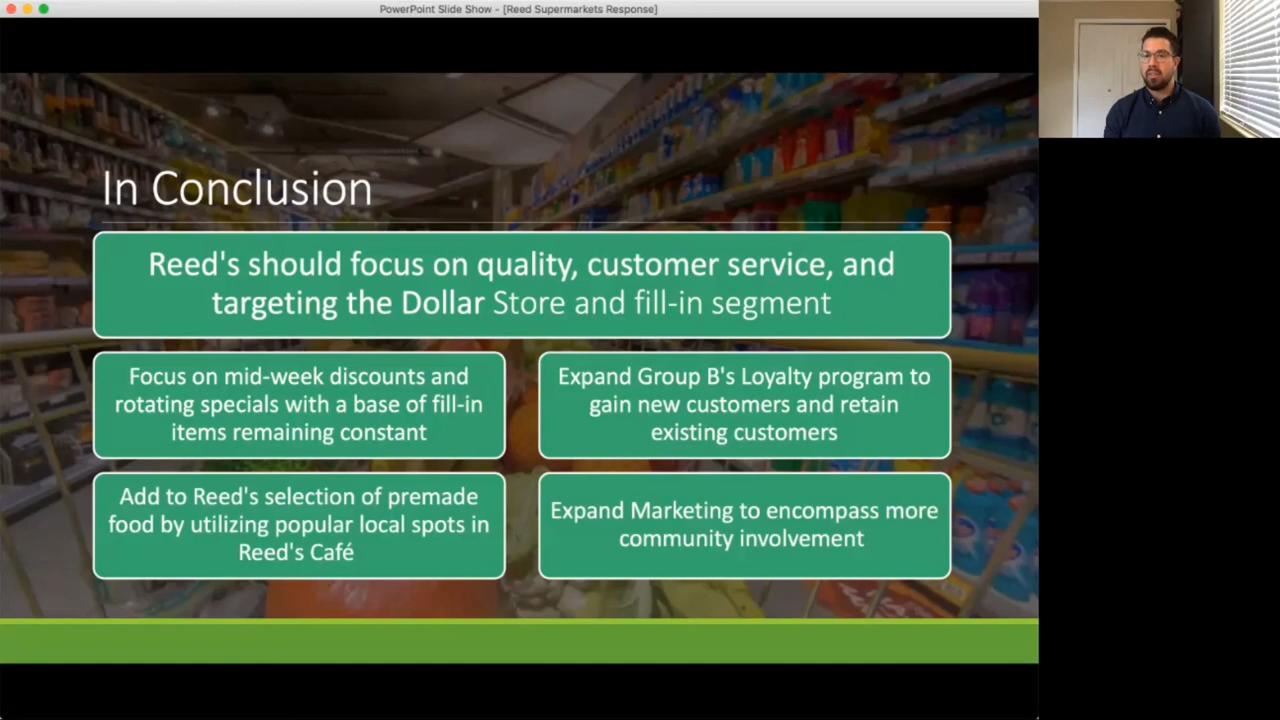 PowerPoint Slide Show - [Reed Supermarkets Response]
In Conclusion
Reed's should focus on quality, customer service, and
targeting the Dollar Store and fill-in segment
Focus on mid-week discounts and
rotating specials with a base of fill-in
items remaining constant
Expand Group B's Loyalty program to
gain new customers and retain
existing customers
Add to Reed's selection of premade
food by utilizing popular local spots in
Reed's Café
Expand Marketing to encompass more
community involvement